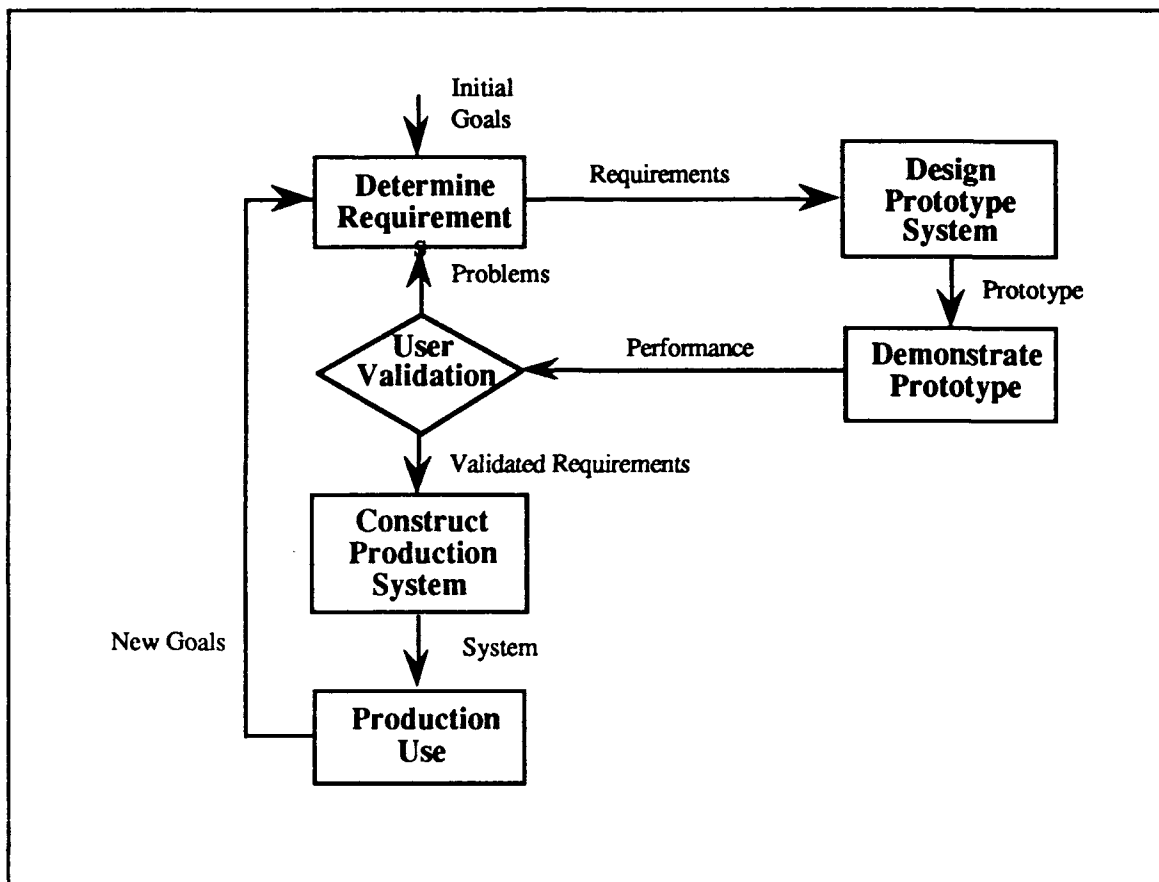 Initial
Goals
Determine
Requirement
s
Requirements
Design
Prototype
System
Problems
Prototype
User
Validation
Performance
Demonstrate
Prototype
Validated Requirements
Construct
Production
System
New Goals
System
Production
Use